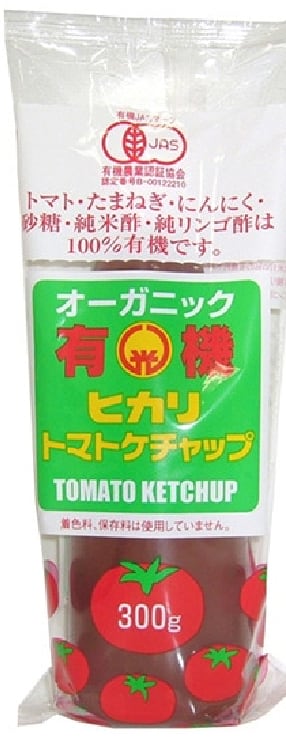 有機JASマーク
JAS
有機農業認証協会
認定番号B-00122210
トマト・たまねぎ・にんにく・
砂糖・純米酢・純リンゴ酢は
100%有機です。
オーガニック
有光機
ヒカリ
トマトケチャップ
TOMATO KETCHUP
着色料、保存料は使用していません。
300g